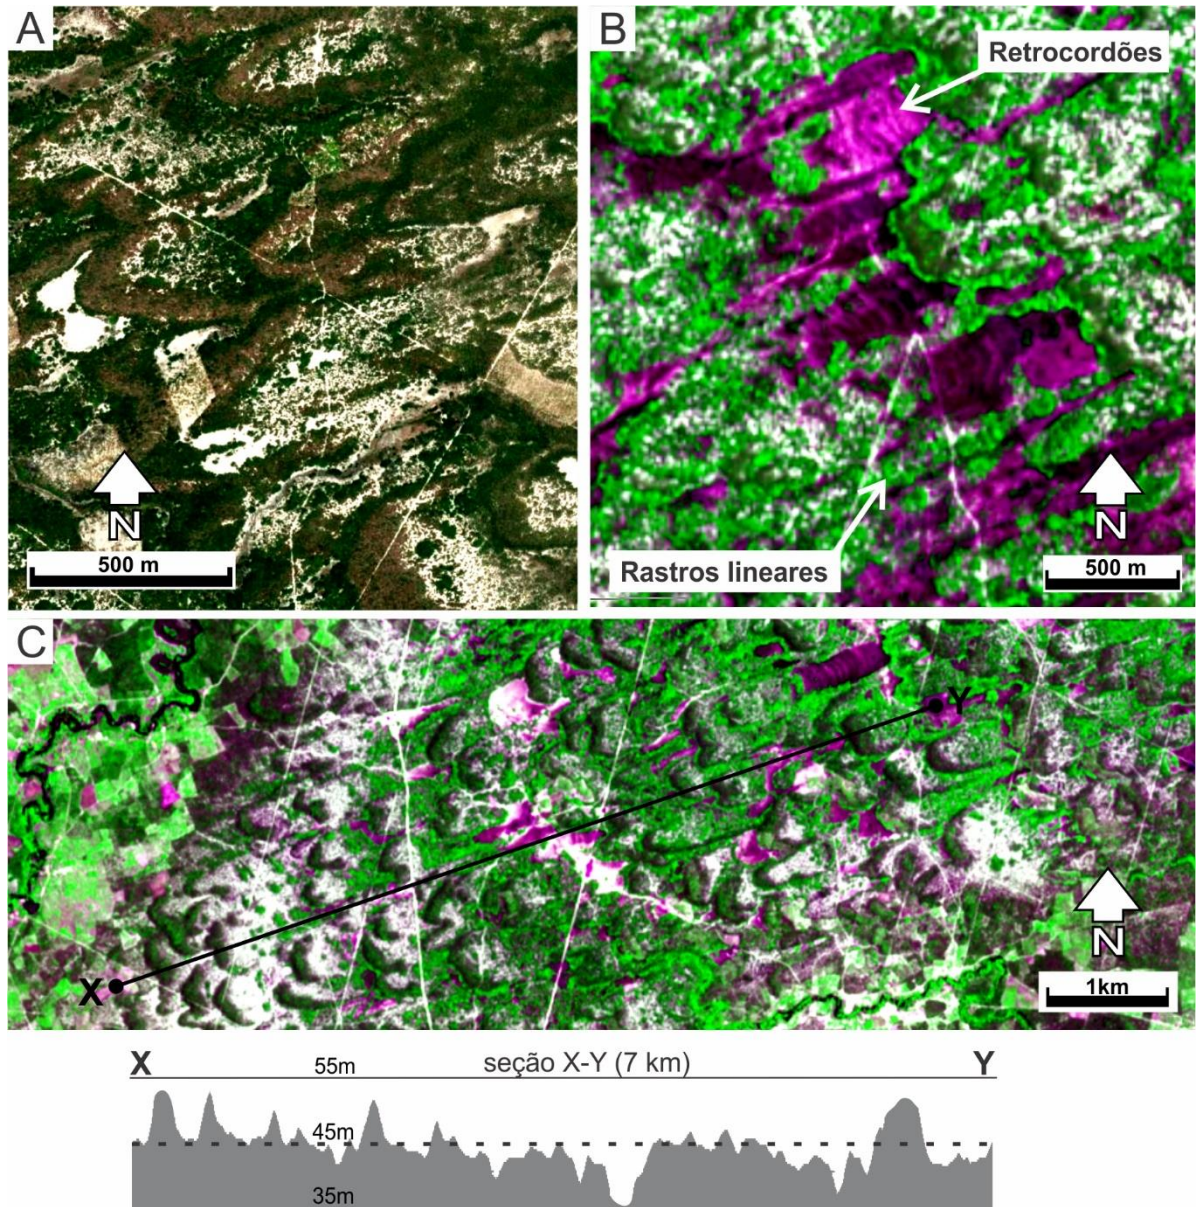 A
B
Retrocordões
N
500 m
Rastros lineares
N
500 m
C
Y
X
N
1km
X
55m
seção X-Y (7 km)
Y
45m
35m